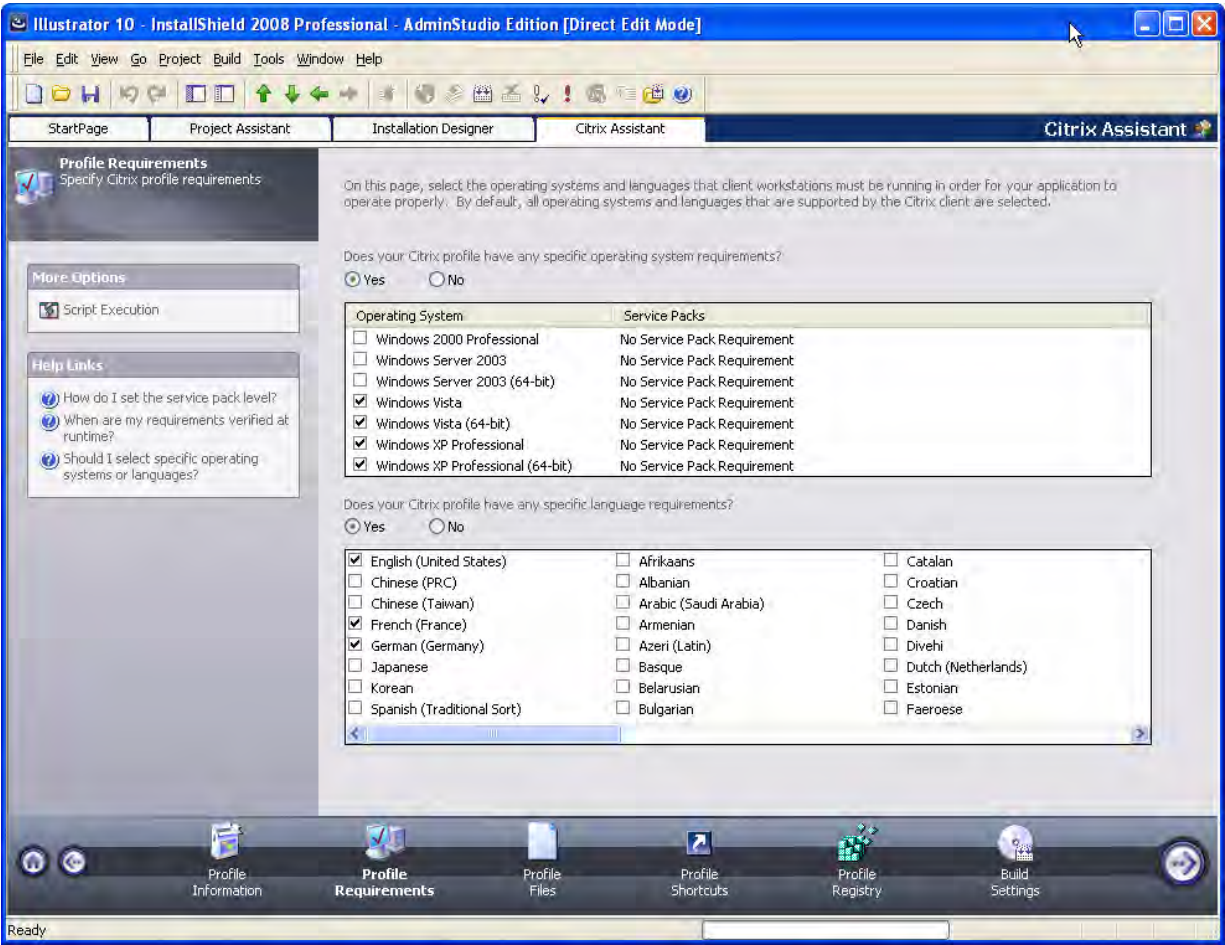 Illustrator 10 - InstallShield 2008 Professional - AdminStudio Edition [Direct Edit Mode]
File Edit View Go Project Build Tools Window Help
StartPage Project Assistant Installation Designer Citrix Assistant Citrix Assistant
Profile Requirements
Specify Citrix profile requirements
On this page, select the operating systems and languages that client workstations must be running in order for your application to
operate properly. By default, all operating systems and languages that are supported by the Citrix client are selected.
More Options
Script Execution
Help Links
How do I set the service pack level?
When are my requirements verified at
runtime?
Should I select specific operating
systems or languages?
Does your Citrix profile have any specific operating system requirements?
Yes No
Operating System Service Packs
Windows 2000 Professional No Service Pack Requirement
Windows Server 2003 No Service Pack Requirement
Windows Server 2003 (64-bit) No Service Pack Requirement
Windows Vista No Service Pack Requirement
Windows Vista (64-bit) No Service Pack Requirement
Windows XP Professional No Service Pack Requirement
Windows XP Professional (64-bit) No Service Pack Requirement
Does your Citrix profile have any specific language requirements?
Yes No
English (United States) Afrikaans Catalan
Chinese (PRC) Albanian Croatian
Chinese (Taiwan) Arabic (Saudi Arabia) Czech
French (France) Armenian Danish
German (Germany) Azeri (Latin) Divehi
Japanese Basque Dutch (Netherlands)
Korean Belarusian Estonian
Spanish (Traditional Sort) Bulgarian Faeroese
Profile Profile Profile Profile Profile Build
Information Requirements Files Shortcuts Registry Settings
Ready